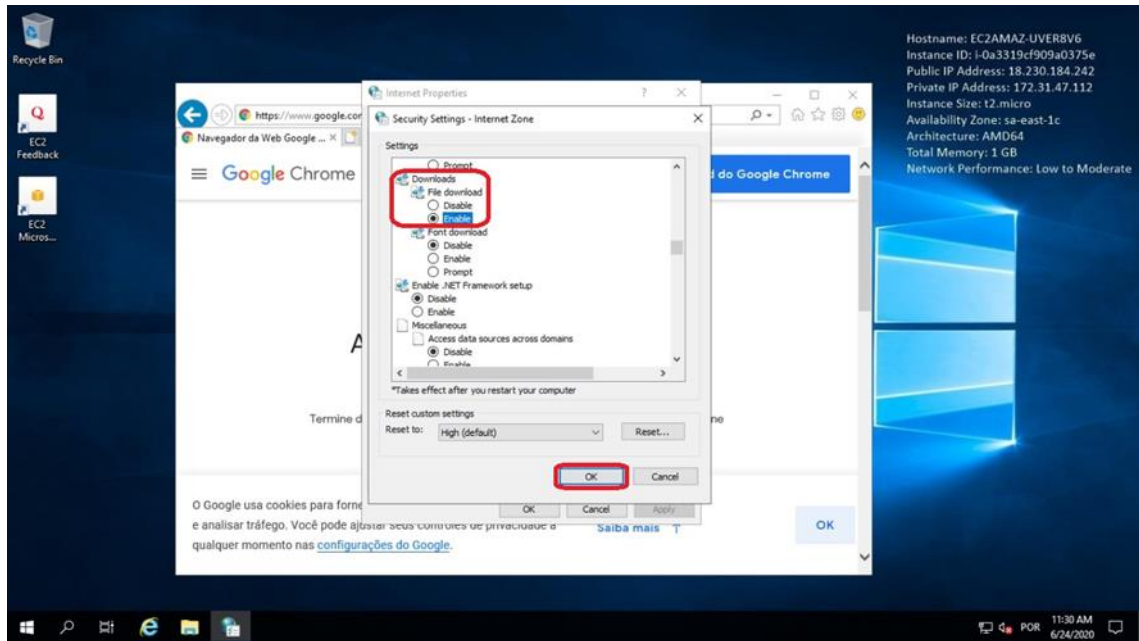 Recycle Bin
EC2
Feedback
EC2
Micros...
Hostname: EC2AMAZ-UVER8V6
Instance ID: i-0a3319cf909a0375e
Public IP Address: 18.230.184.242
Private IP Address: 172.31.47.112
Instance Size: t2.micro
Availability Zone: sa-east-1c
Architecture: AMD64
Total Memory: 1 GB
Network Performance: Low to Moderate
Internet Properties
https://www.google.cor
Navegador da Web Google ...
Google Chrome
d do Google Chrome
A
Termine d
ne
Security Settings - Internet Zone
Settings
Prompt
Downloads
File download
Disable
Enable
Font download
Disable
Enable
Prompt
Enable .NET Framework setup
Disable
Enable
Miscellaneous
Access data sources across domains
Disable
Enable
*Takes effect after you restart your computer
Reset custom settings
Reset to: High (default) Reset...
OK Cancel
OK Cancel Apply
O Google usa cookies para forne
e analisar tráfego. Você pode ajustar seus controles de privacidade a
qualquer momento nas configurações do Google.
Saiba mais
OK
POR
11:30 AM
6/24/2020